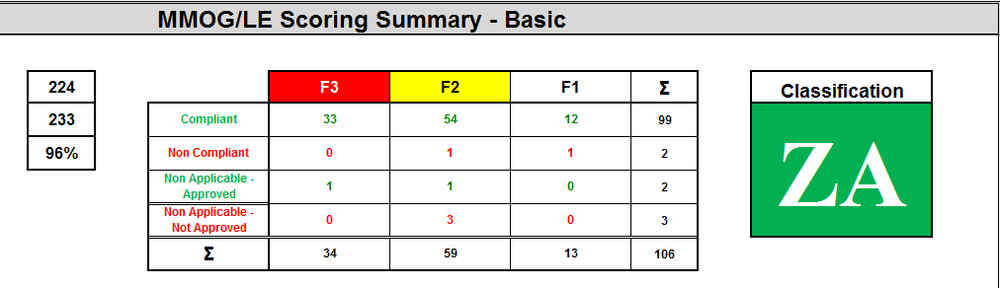 MMOG/LE Scoring Summary - Basic
224
233
96%
F3 F2 F1 Σ
Compliant 33 54 12 99
Non Compliant 0 1 1 2
Non Applicable -
Approved 1 1 0 2
Non Applicable -
Not Approved 0 3 0 3
Σ 34 59 13 106
Classification
ZA